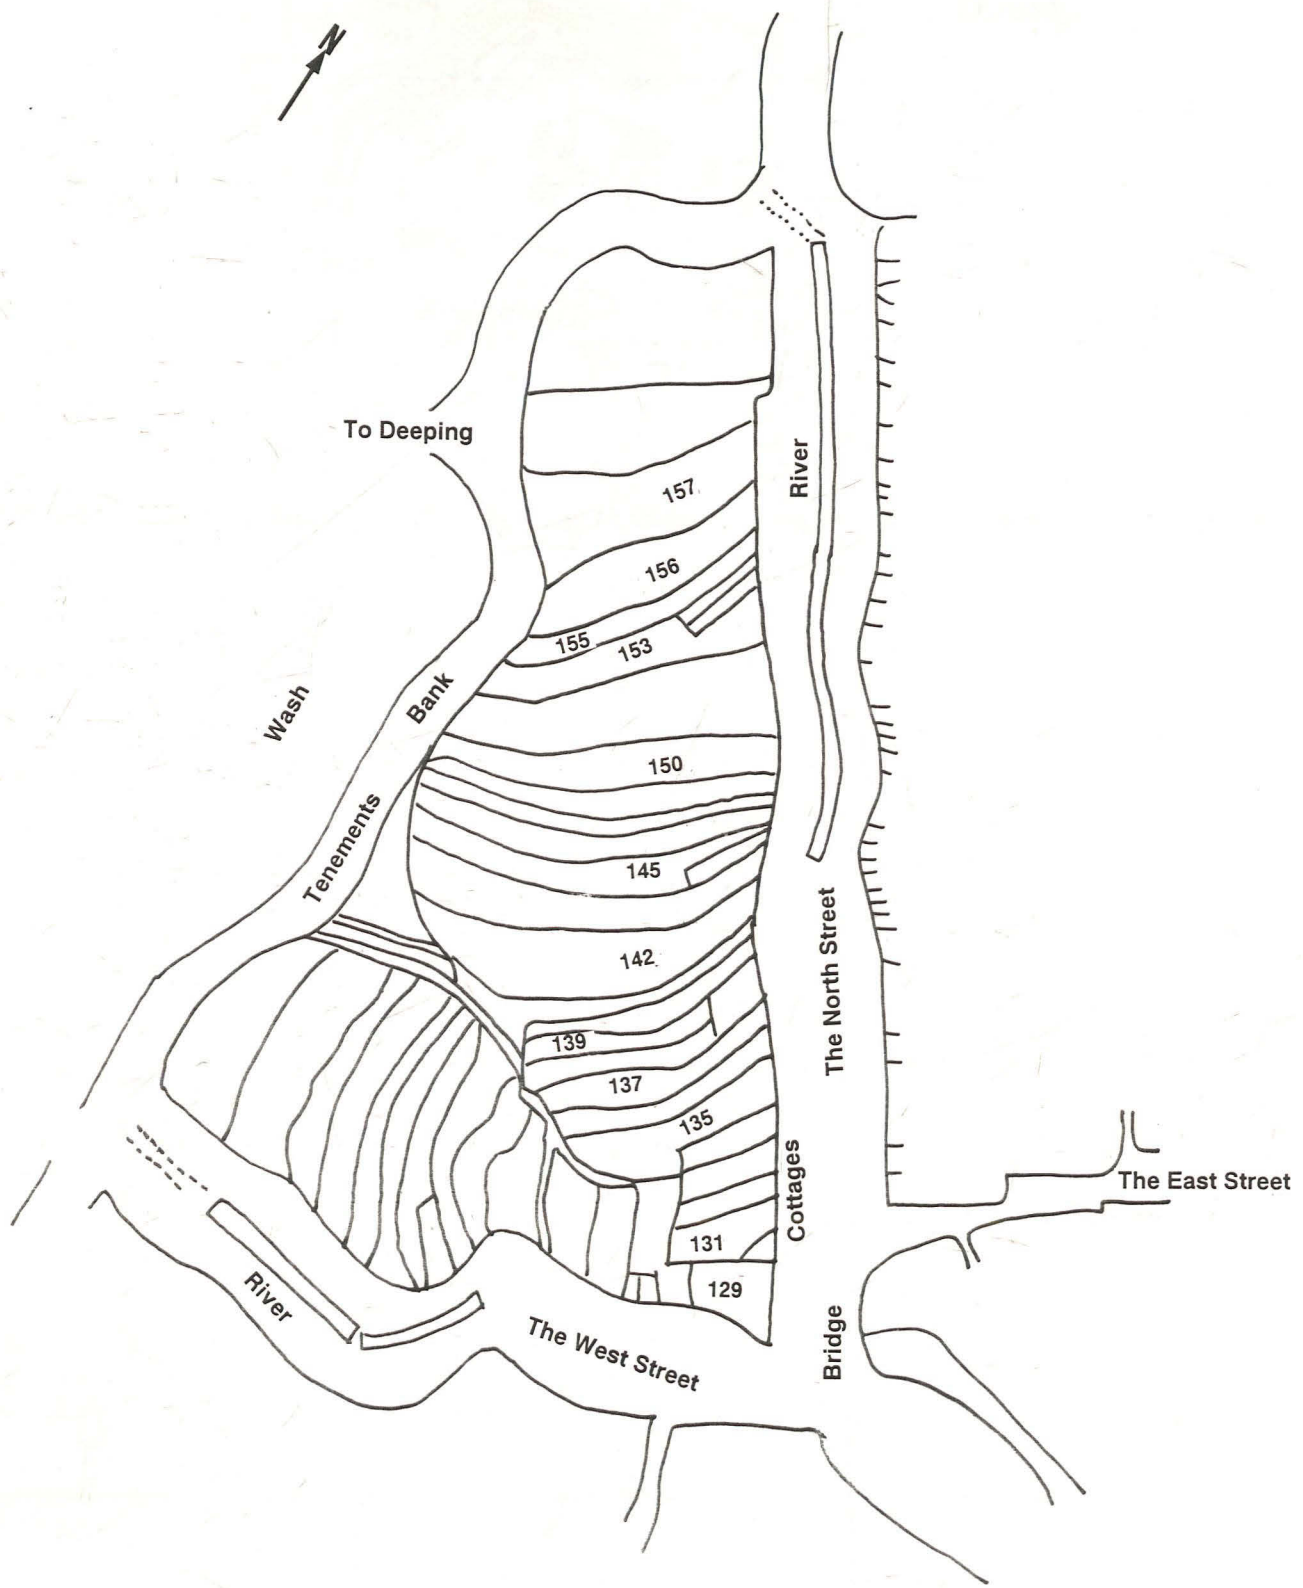 N
To Deeping
River
157
156
155
153
Wash
Bank
150
Tenements
145
The North Street
142
139
137
135
Cottages
The East Street
131
129
River
The West Street
Bridge